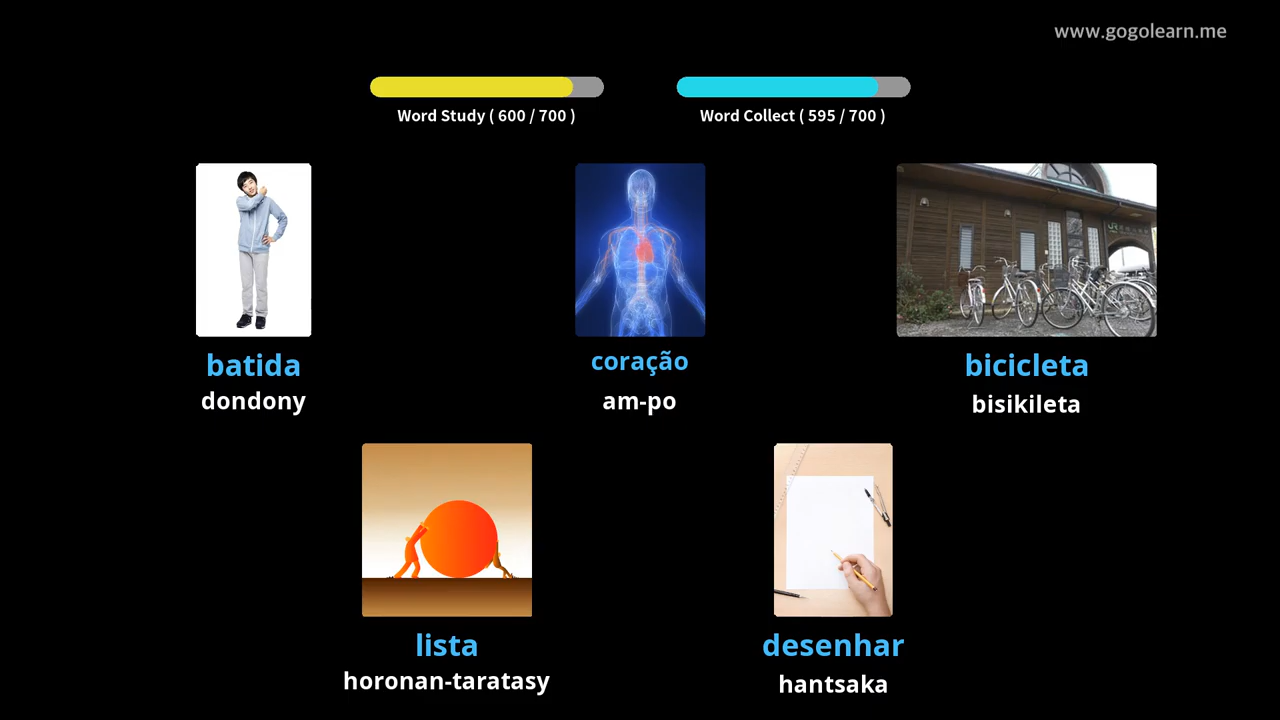 www.gogolearn.me
Word Study ( 600 / 700 )
Word Collect ( 595 / 700 )
batida
dondony
coração
am-po
bicicleta
bisikileta
lista
horonan-taratasy
desenhar
hantsaka